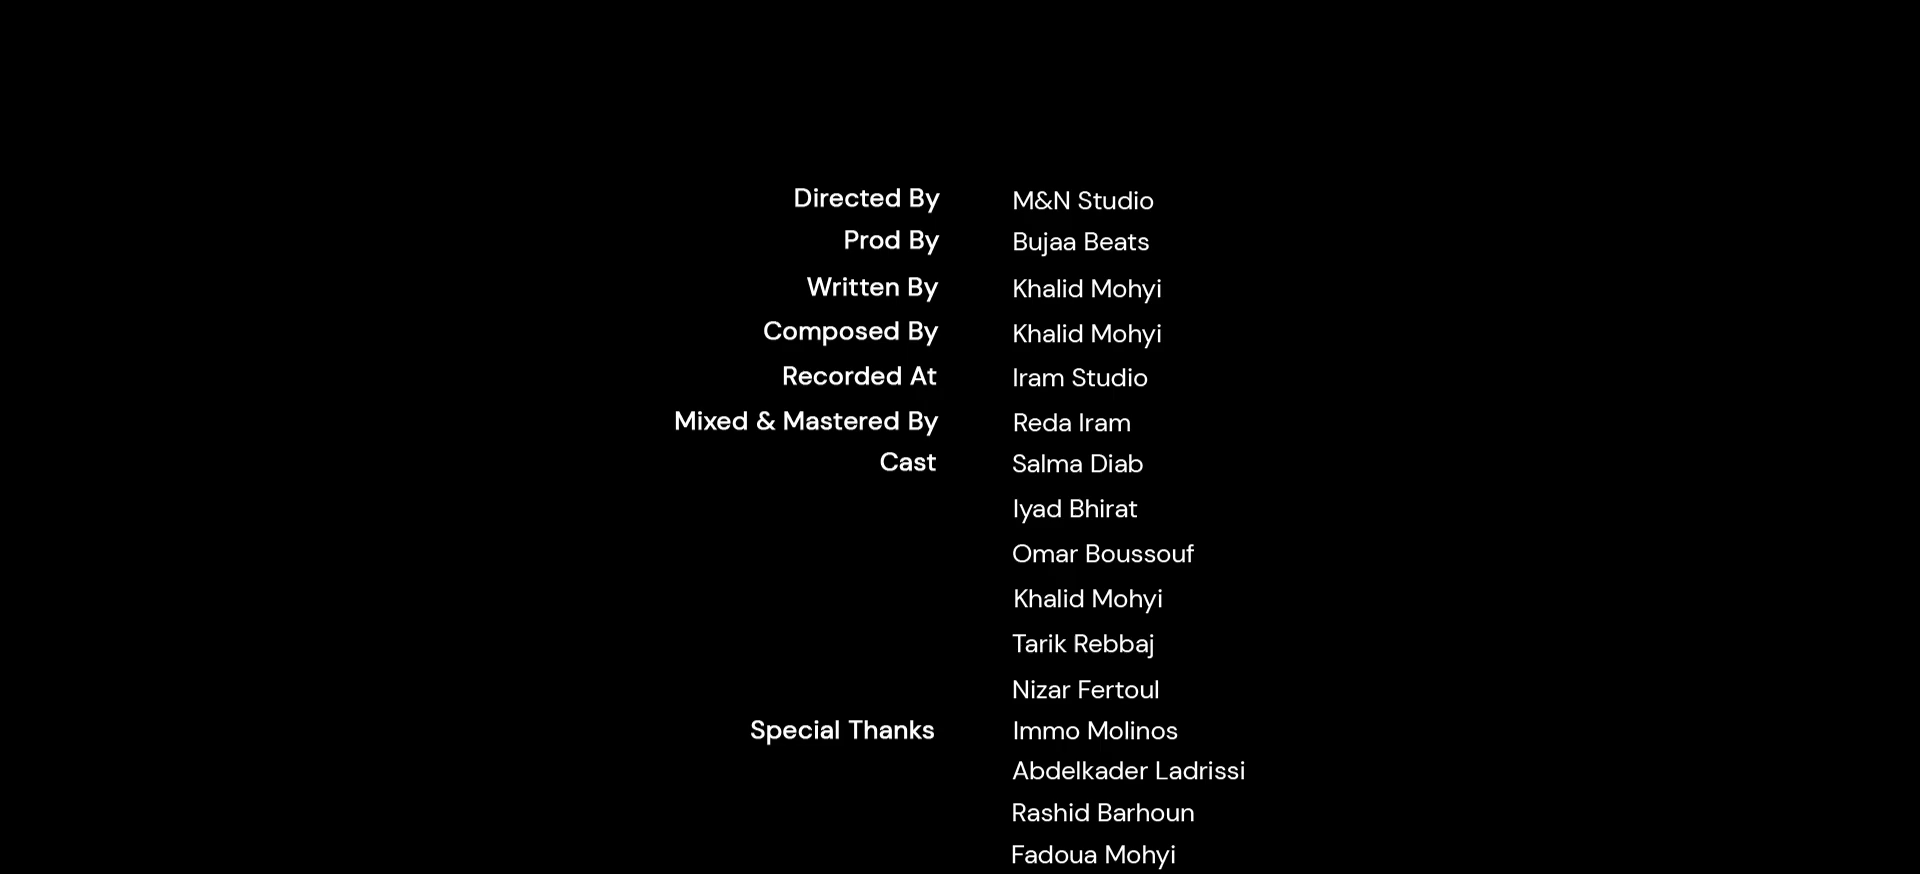 Directed By M&N Studio
Prod By Bujaa Beats
Written By Khalid Mohyi
Composed By Khalid Mohyi
Recorded At Iram Studio
Mixed & Mastered By Reda Iram
Cast Salma Diab
Iyad Bhirat
Omar Boussouf
Khalid Mohyi
Tarik Rebbaj
Nizar Fertoul
Special Thanks Immo Molinos
Abdelkader Ladrissi
Rashid Barhoun
Fadoua Mohyi